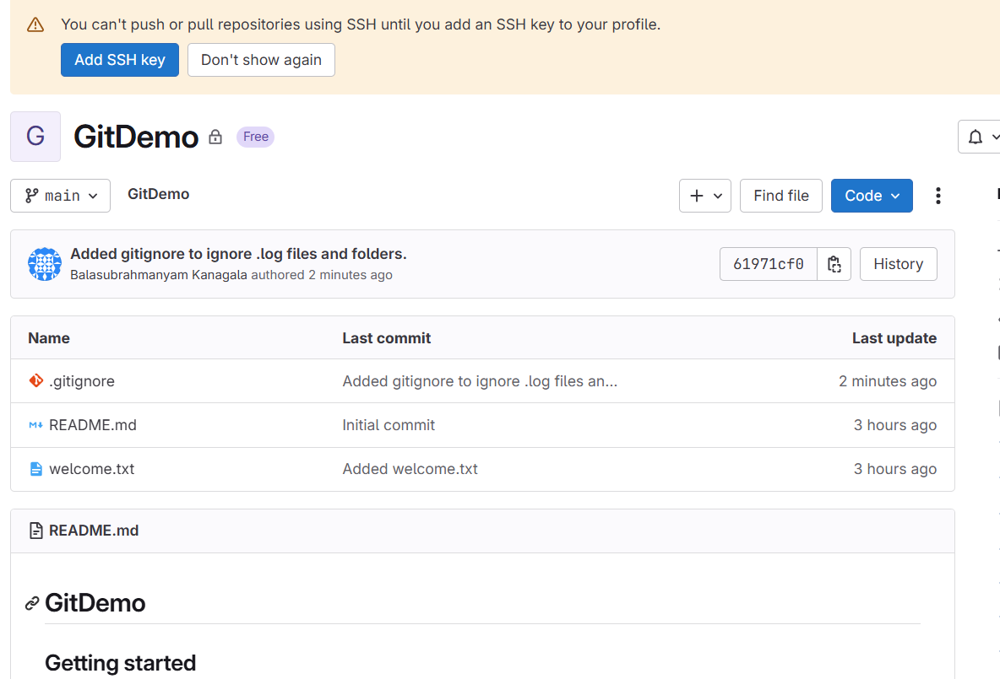 You can't push or pull repositories using SSH until you add an SSH key to your profile.
Add SSH key Don't show again
G GitDemo Free
main GitDemo + Find file Code
Added gitignore to ignore .log files and folders.
Balasubrahmanyam Kanagala authored 2 minutes ago
61971cf0 History
Name Last commit Last update
.gitignore Added gitignore to ignore .log files an... 2 minutes ago
README.md Initial commit 3 hours ago
welcome.txt Added welcome.txt 3 hours ago
README.md
GitDemo
Getting started